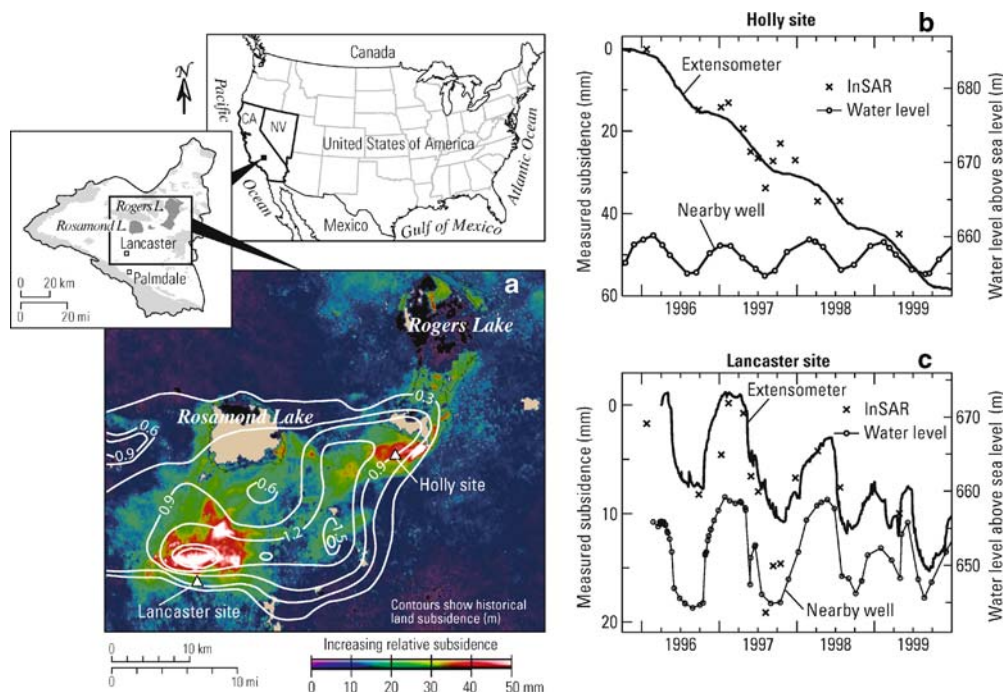 N
Canada
Pacific
Ocean
CA
NV
United States of America
Atlantic Ocean
Mexico
Gulf of Mexico
Rogers L.
Rosamond L.
Lancaster
Palmdale
0 20 km
0 20 mi
a
Rogers Lake
Rosamond Lake
0.3
0.6
0.9
0.9
0.6
0.9
1.2
1.5
0
Holly site
Lancaster site
Contours show historical
land subsidence (m)
0 10 km
0 10 mi
Increasing relative subsidence
0 10 20 30 40 50 mm
Holly site
b
Measured subsidence (mm)
0
20
40
60
Extensometer
InSAR
Water level
Nearby well
Water level above sea level (m)
680
670
660
1996 1997 1998 1999
Lancaster site
c
Measured subsidence (mm)
0
5
10
15
20
Extensometer
InSAR
Water level
Nearby well
Water level above sea level (m)
670
660
650
1996 1997 1998 1999